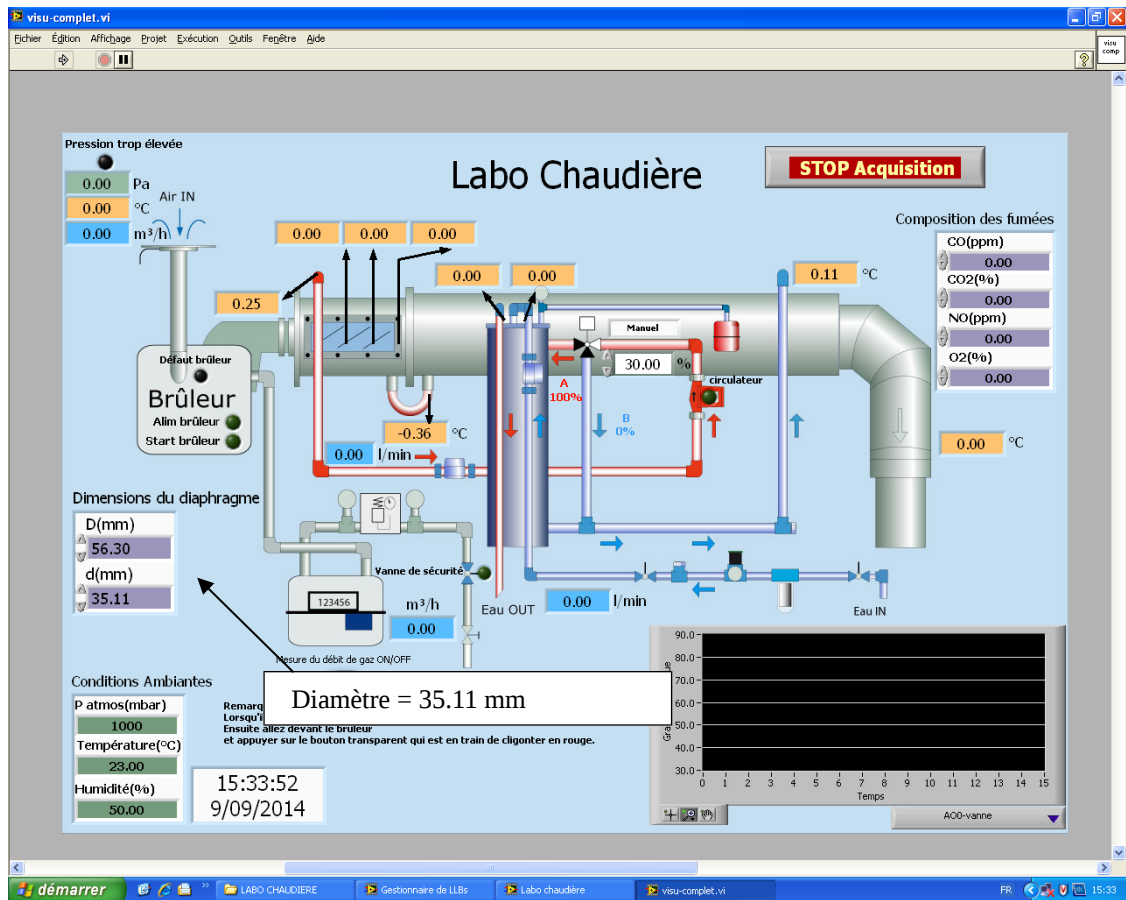 visu-complet.vi
Fichier Édition Affichage Projet Exécution Outils Fenêtre Aide
visu
comp
Labo Chaudière
STOP Acquisition
Pression trop élevée
0.00 Pa
0.00 °C
0.00 m³/h
Air IN
0.00 0.00 0.00
0.00 0.00
0.25
0.11 °C
Composition des fumées
CO(ppm)
0.00
CO2(%)
0.00
NO(ppm)
0.00
O2(%)
0.00
Manuel
30.00 %
circulateur
A
100%
B
0%
Défaut brûleur
Brûleur
Alim brûleur
Start brûleur
-0.36 °C
0.00 l/min
0.00 °C
Dimensions du diaphragme
D(mm)
56.30
d(mm)
35.11
Vanne de sécurité
123456
m³/h
0.00
Eau OUT
0.00 l/min
Eau IN
Mesure du débit de gaz ON/OFF
Diamètre = 35.11 mm
Conditions Ambiantes
P atmos(mbar)
1000
Température(°C)
23.00
Humidité(%)
50.00
Remarq
Lorsqu'i
Ensuite allez devant le bruleur
et appuyer sur le bouton transparent qui est en train de cligonter en rouge.
15:33:52
9/09/2014
90.0
80.0
70.0
60.0
50.0
40.0
30.0
0 1 2 3 4 5 6 7 8 9 10 11 12 13 14 15
Temps
AO0-vanne
démarrer
LABO CHAUDIERE
Gestionnaire de LLBs
Labo chaudière
visu-complet.vi
FR
15:33